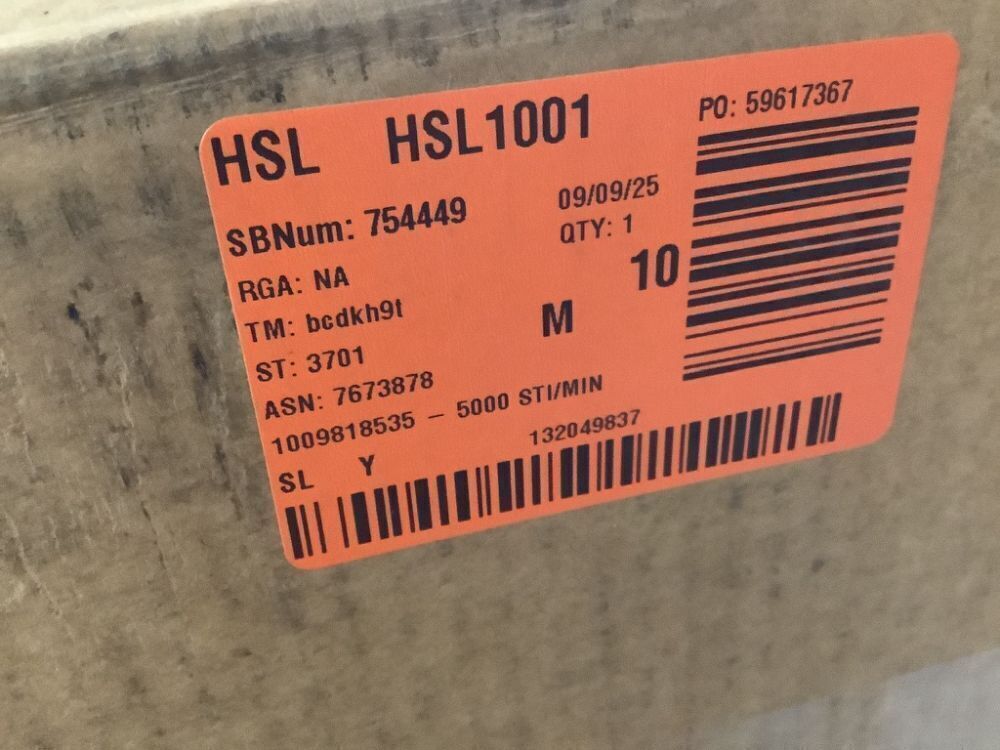 HSL HSL1001
PO: 59617367
SBNum: 754449
09/09/25
RGA: NA
QTY: 1
TM: bcdkh9t
M
10
ST: 3701
ASN: 7673878
1009818535 – 5000 STI/MIN
SL Y
132049837